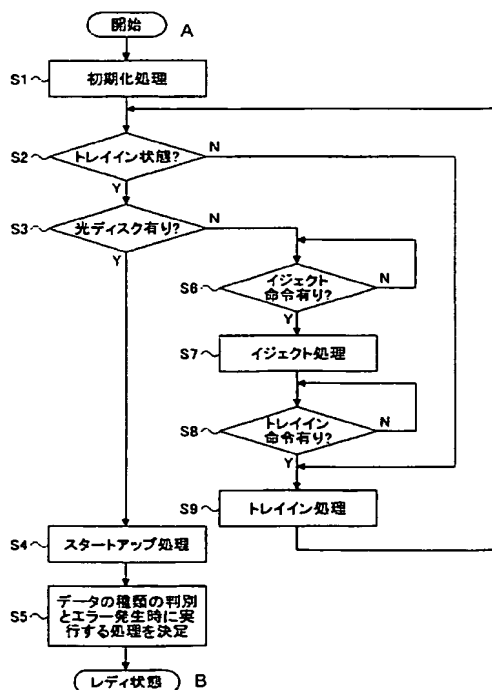 開始
A
S1
初期化処理
S2
トレイイン状態?
N
Y
S3
光ディスク有り?
N
Y
S6
イジェクト
命令有り?
N
Y
S7
イジェクト処理
S8
トレイイン
命令有り?
N
Y
S9
トレイイン処理
S4
スタートアップ処理
S5
データの種類の判別
とエラー発生時に実
行する処理を決定
レディ状態
B